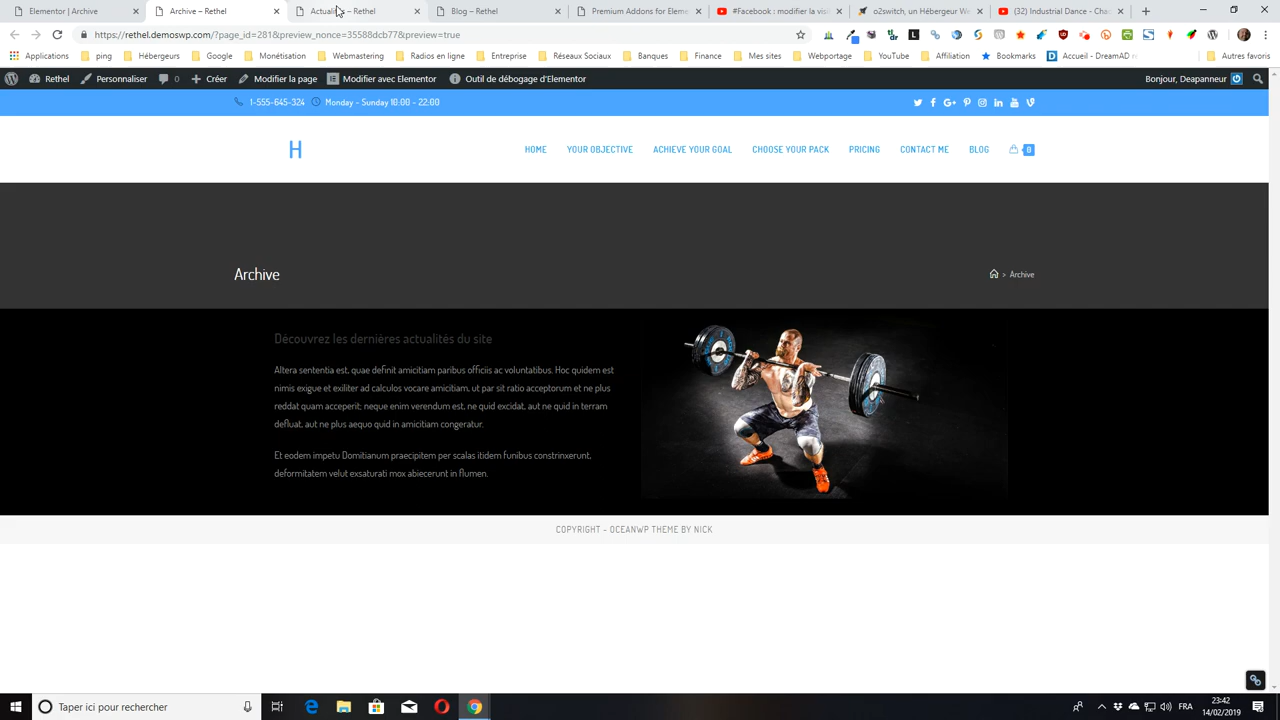 Elementor | Archive
Archive – Rethel
Actualités – Rethel
Blog – Rethel
Premium Addons for Eleme
#Facebook : modifier la visi
o2switch, un Hébergeur We
(32) Industrial Dance - Chao
https://rethel.demoswp.com/?page_id=281&preview_nonce=35588dcb77&preview=true
Applications
ping
Hébergeurs
Google
Monétisation
Webmastering
Radios en ligne
Entreprise
Réseaux Sociaux
Banques
Finance
Mes sites
Webportage
YouTube
Affiliation
Bookmarks
Accueil - DreamAD re
Autres favoris
Rethel
Personnaliser
0
Créer
Modifier la page
Modifier avec Elementor
Outil de débogage d'Elementor
Bonjour, Deapanneur
1-555-645-324
Monday - Sunday 10:00 - 22:00
H
HOME
YOUR OBJECTIVE
ACHIEVE YOUR GOAL
CHOOSE YOUR PACK
PRICING
CONTACT ME
BLOG
0
Archive
> Archive
Découvrez les dernières actualités du site
Altera sententia est, quae definit amicitiam paribus officiis ac voluntatibus. Hoc quidem est
nimis exigue et exiliter ad calculos vocare amicitiam, ut par sit ratio acceptorum et ne plus
reddat quam acceperit; neque enim verendum est, ne quid excidat, aut ne quid in terram
defluat, aut ne plus aequo quid in amicitiam congeratur.
Et eodem impetu Domitianum praecipitem per scalas itidem funibus constrinxerunt,
deformitatem velut exsaturati mox abiecerunt in flumen.
COPYRIGHT - OCEANWP THEME BY NICK
Taper ici pour rechercher
FRA
23:42
14/02/2019